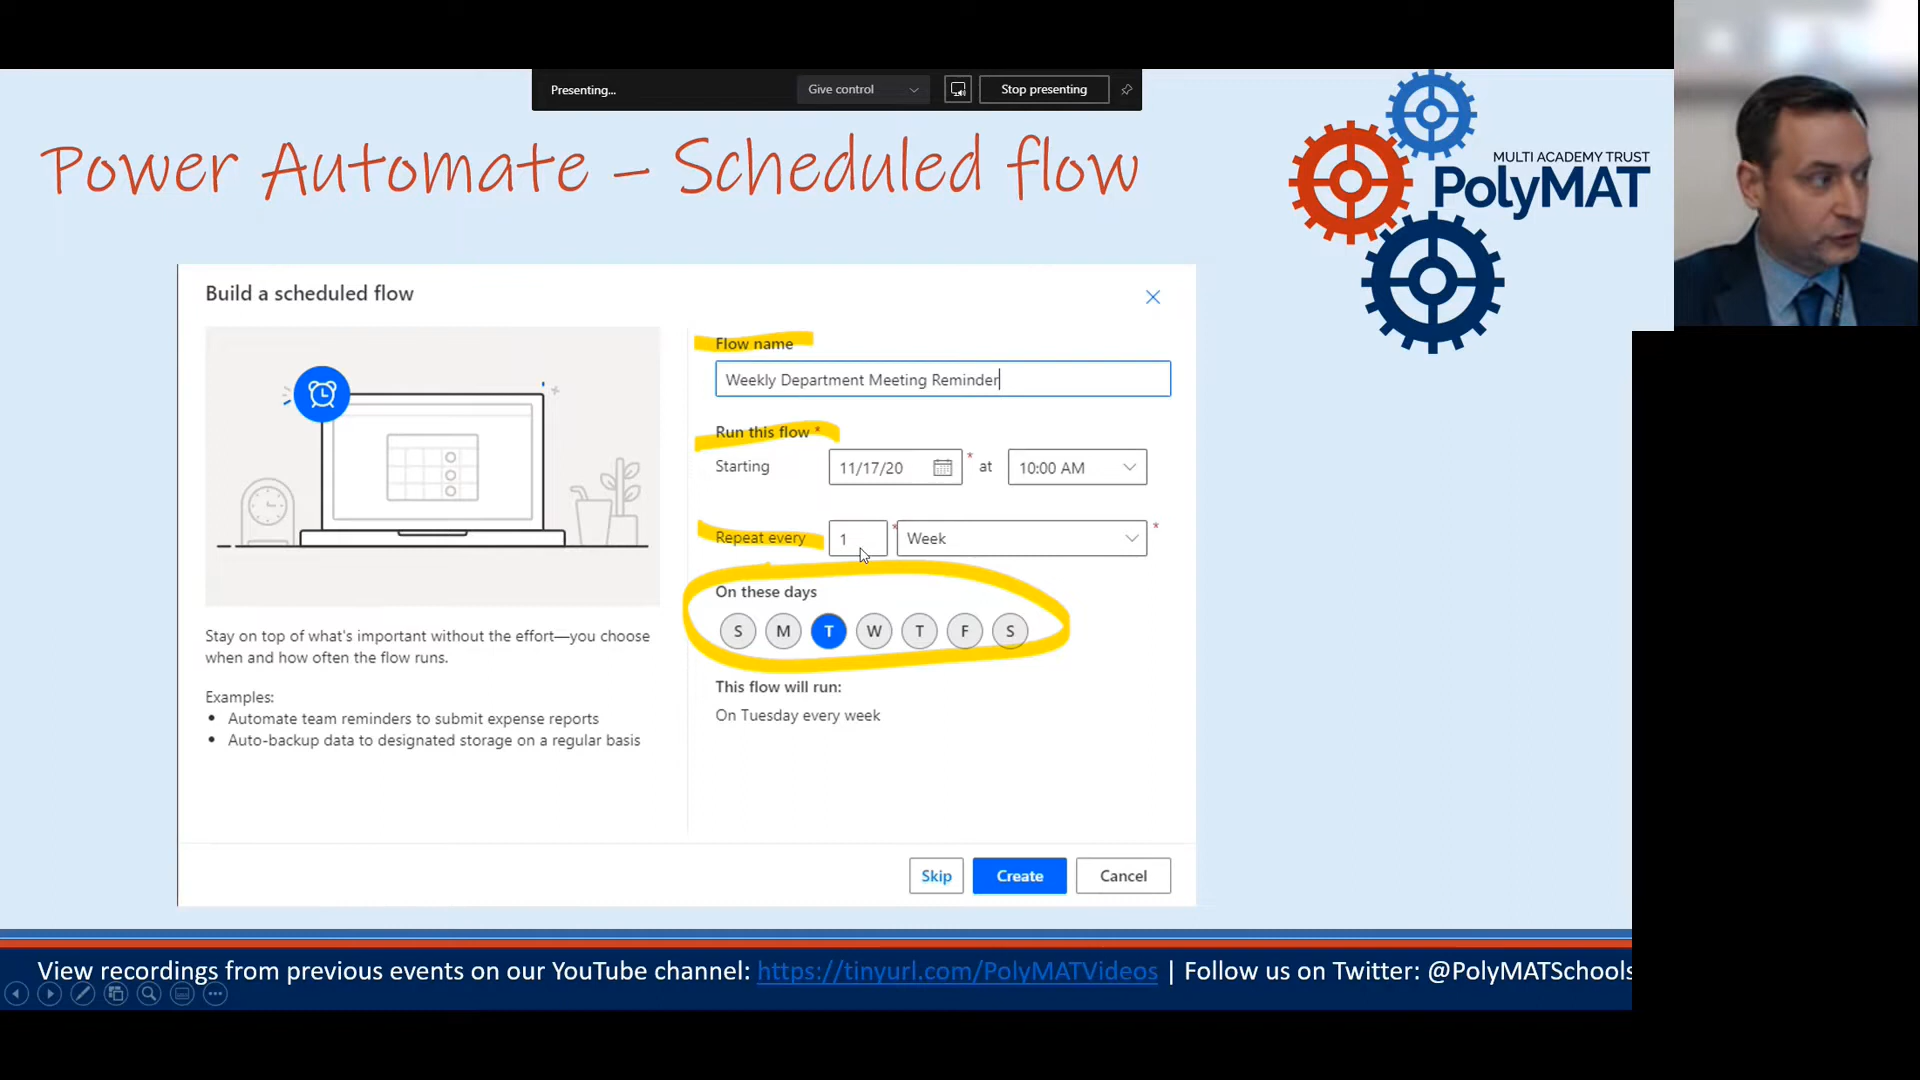 Presenting...
Give control
Stop presenting
Power Automate – Scheduled flow
MULTI ACADEMY TRUST
PolyMAT
Build a scheduled flow
Flow name
Weekly Department Meeting Reminder
Run this flow *
Starting 11/17/20 * at 10:00 AM
Repeat every 1 * Week *
On these days
S M T W T F S
This flow will run:
On Tuesday every week
Stay on top of what's important without the effort—you choose
when and how often the flow runs.
Examples:
• Automate team reminders to submit expense reports
• Auto-backup data to designated storage on a regular basis
Skip
Create
Cancel
View recordings from previous events on our YouTube channel: https://tinyurl.com/PolyMATVideos | Follow us on Twitter: @PolyMATSchools